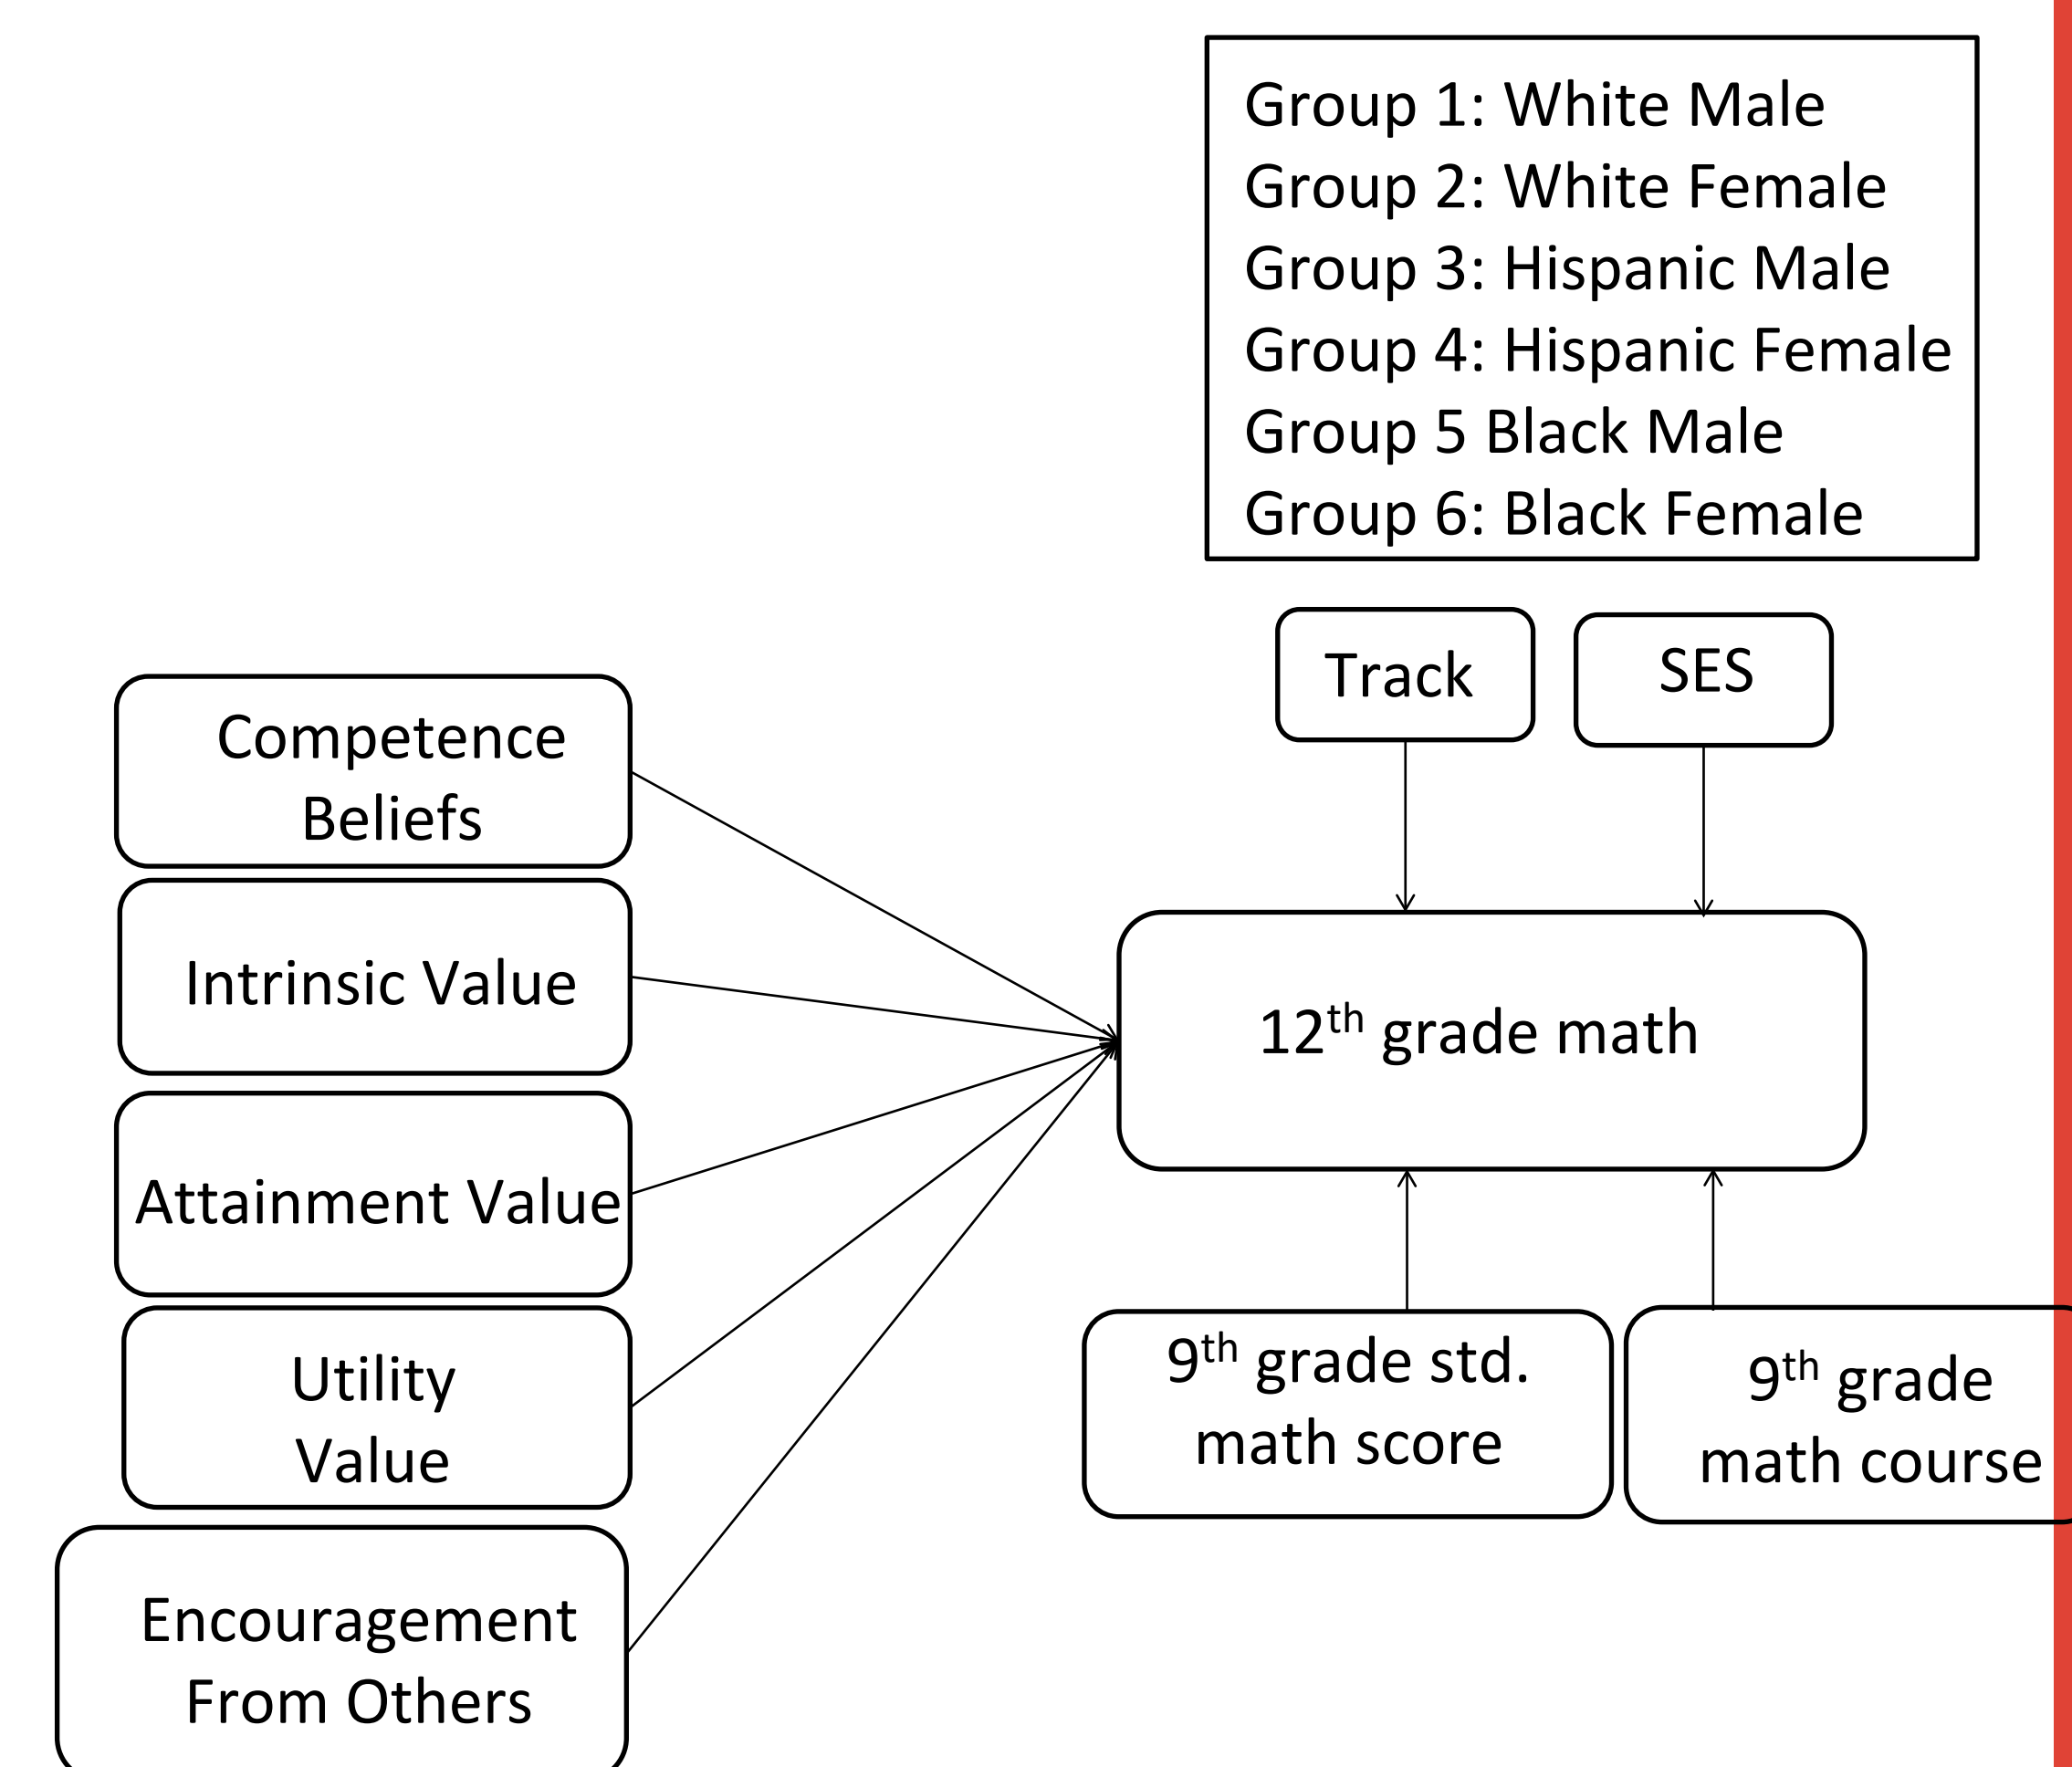 Group 1: White Male
Group 2: White Female
Group 3: Hispanic Male
Group 4: Hispanic Female
Group 5 Black Male
Group 6: Black Female
Track
SES
Competence
Beliefs
Intrinsic Value
12th grade math
Attainment Value
Utility
Value
9th grade std.
math score
9th grade
math course
Encouragement
From Others